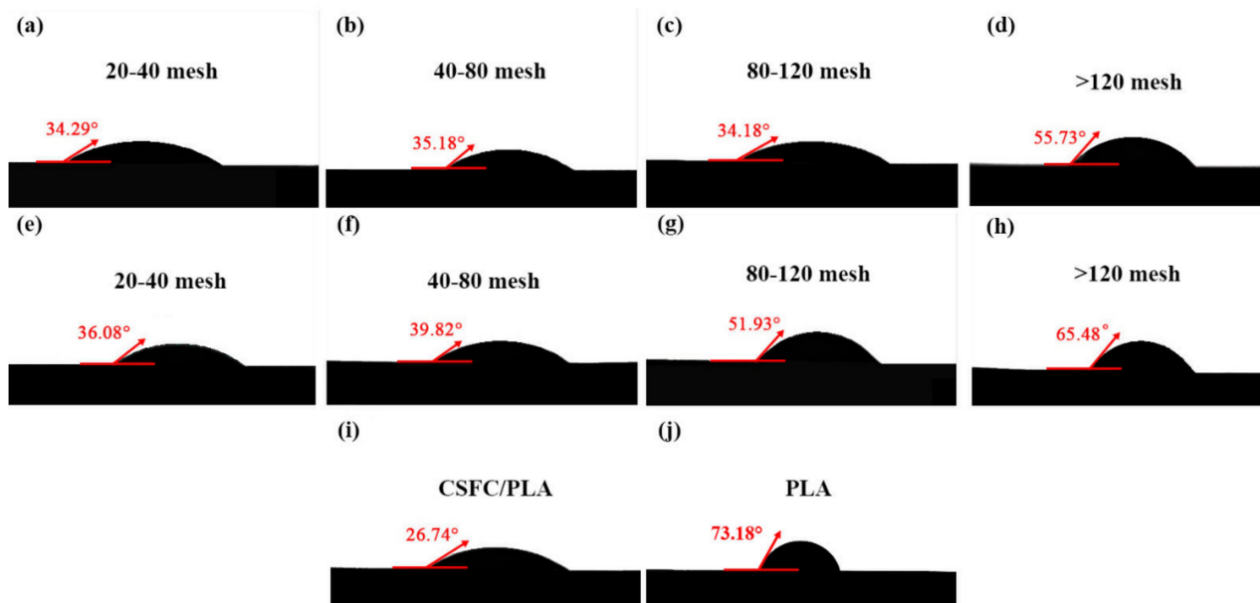 (a)
20-40 mesh
34.29°
(b)
40-80 mesh
35.18°
(c)
80-120 mesh
34.18°
(d)
>120 mesh
55.73°
(e)
20-40 mesh
36.08°
(f)
40-80 mesh
39.82°
(g)
80-120 mesh
51.93°
(h)
>120 mesh
65.48°
(i)
CSFC/PLA
26.74°
(j)
PLA
73.18°